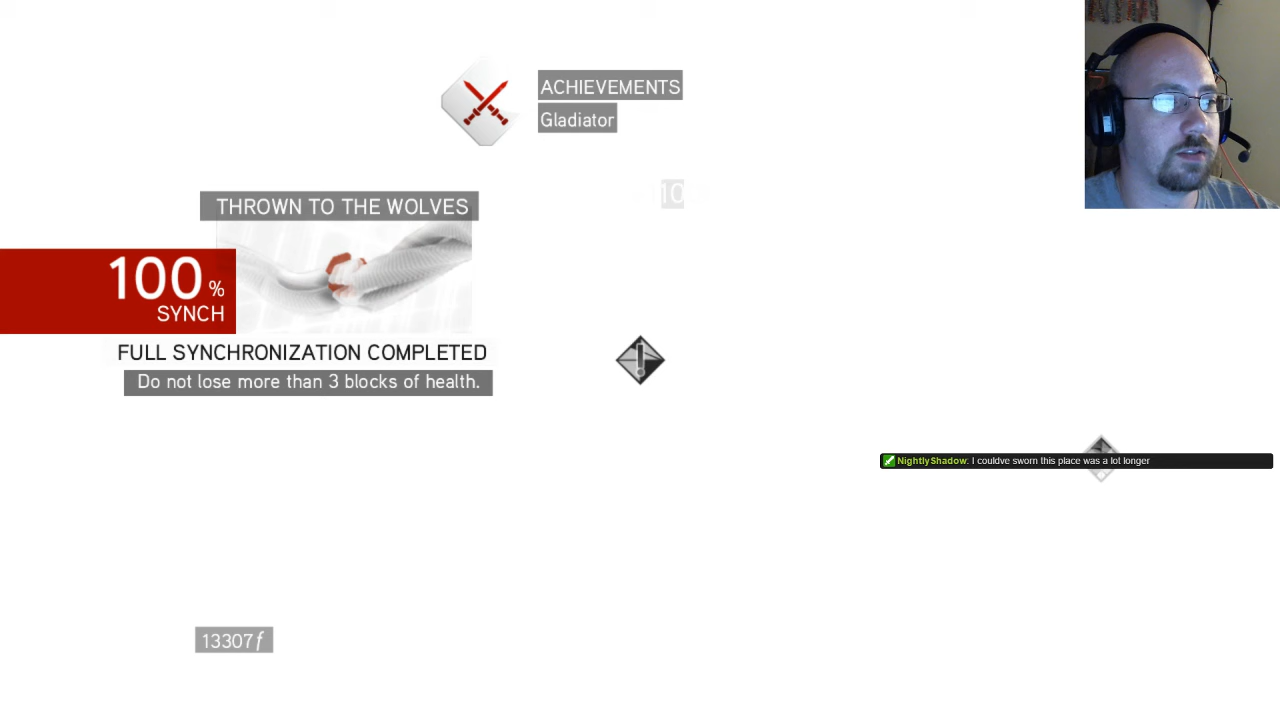 ACHIEVEMENTS
Gladiator
10
THROWN TO THE WOLVES
100 %
SYNCH
FULL SYNCHRONIZATION COMPLETED
Do not lose more than 3 blocks of health.
NightlyShadow: I couldve sworn this place was a lot longer
13307ƒ